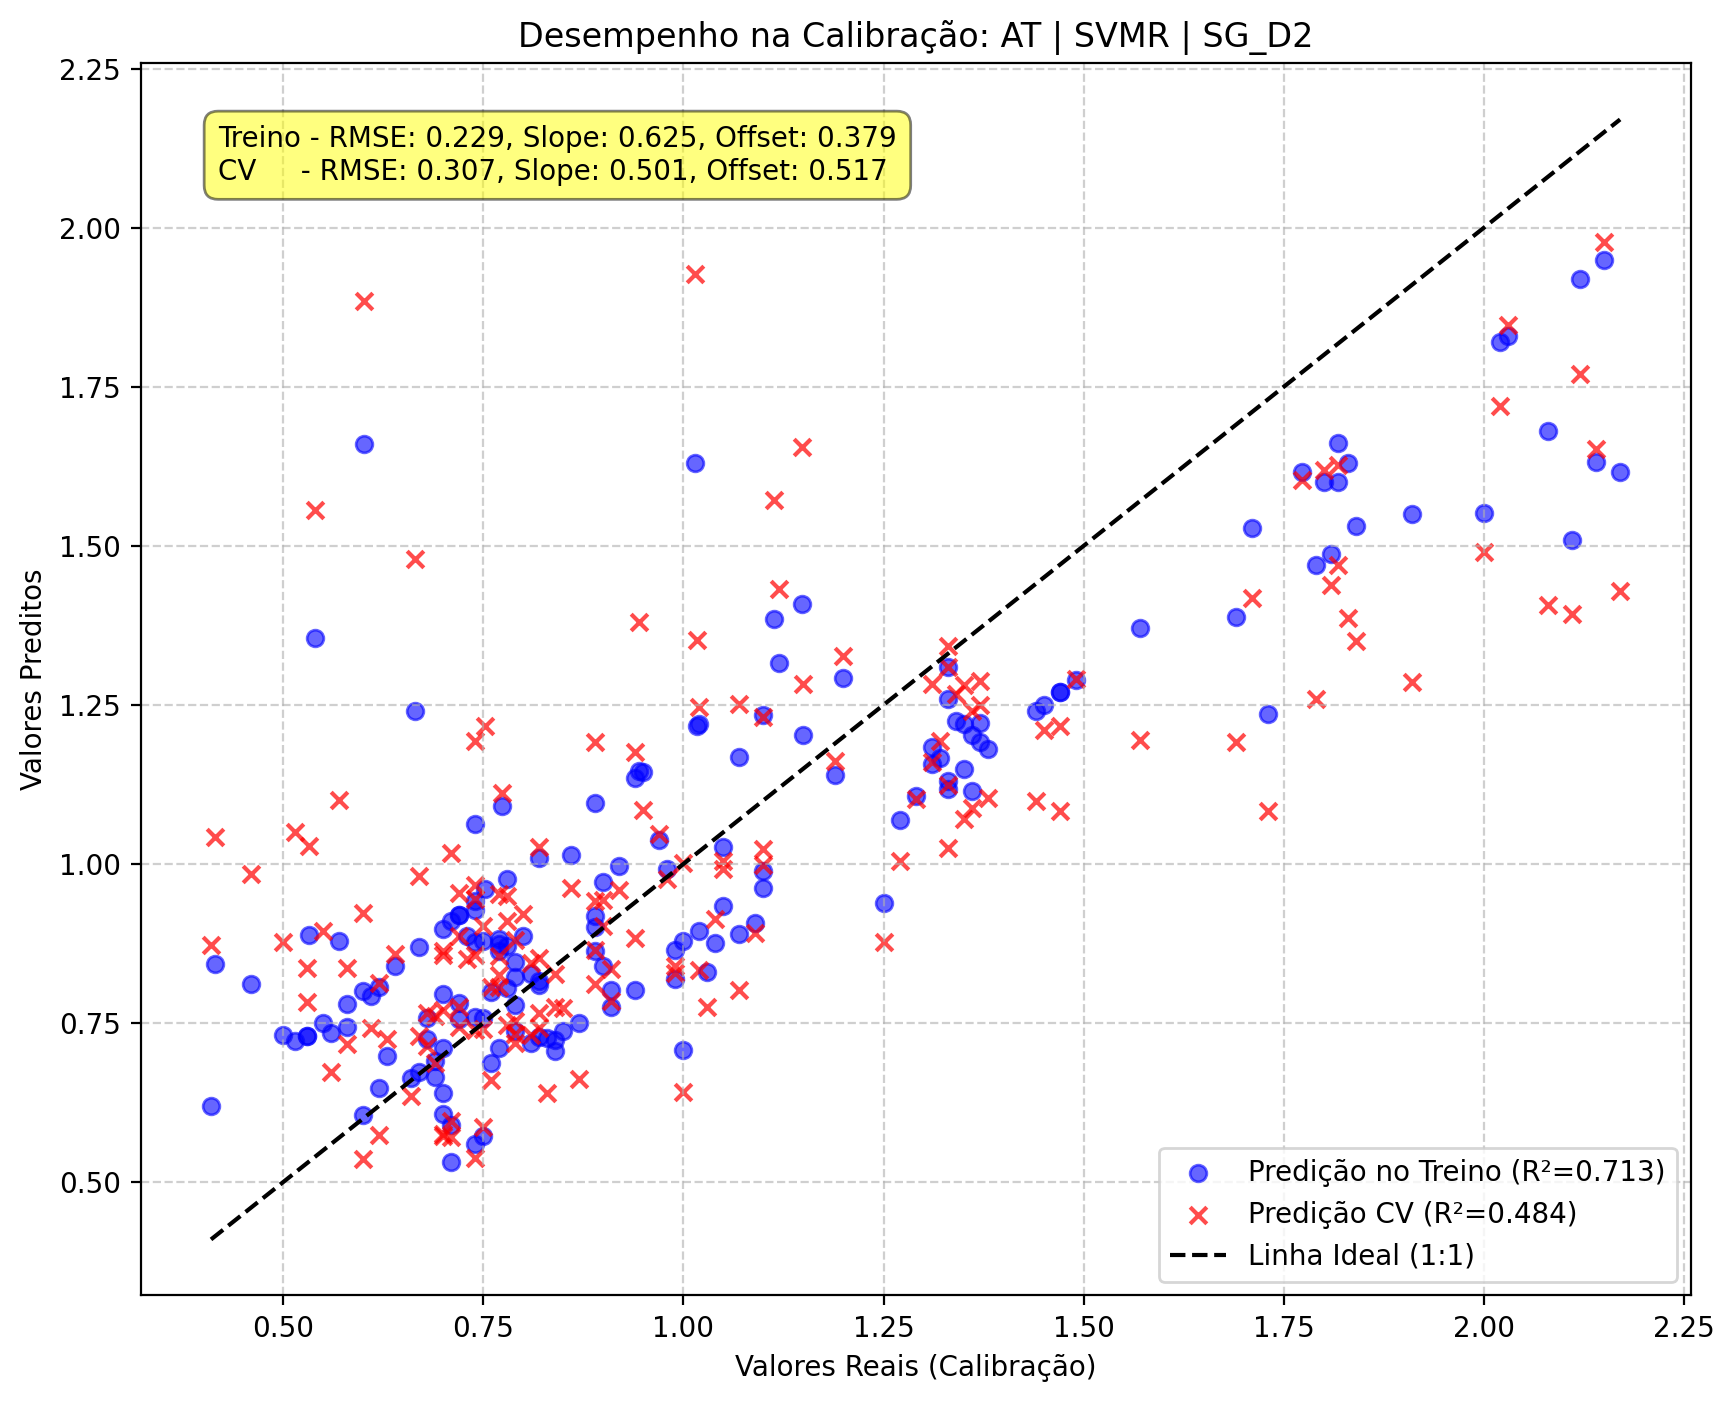 Desempenho na Calibração: AT | SVMR | SG_D2
2.25
Treino - RMSE: 0.229, Slope: 0.625, Offset: 0.379
CV     - RMSE: 0.307, Slope: 0.501, Offset: 0.517
2.00
1.75
1.50
1.25
1.00
0.75
0.50
Valores Preditos
Predição no Treino (R²=0.713)
Predição CV (R²=0.484)
Linha Ideal (1:1)
0.50 0.75 1.00 1.25 1.50 1.75 2.00 2.25
Valores Reais (Calibração)